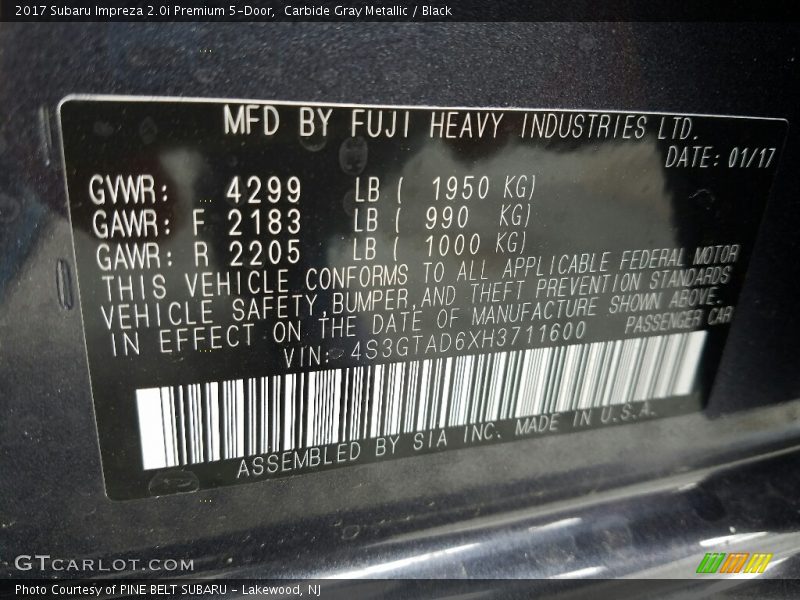 2017 Subaru Impreza 2.0i Premium 5-Door, Carbide Gray Metallic / Black
MFD BY FUJI HEAVY INDUSTRIES LTD.
DATE: 01/17
GVWR: 4299 LB ( 1950 KG)
GAWR: F 2183 LB ( 990 KG)
GAWR: R 2205 LB ( 1000 KG)
THIS VEHICLE CONFORMS TO ALL APPLICABLE FEDERAL MOTOR
VEHICLE SAFETY,BUMPER,AND THEFT PREVENTION STANDARDS
IN EFFECT ON THE DATE OF MANUFACTURE SHOWN ABOVE.
VIN: 4S3GTAD6XH3711600 PASSENGER CAR
ASSEMBLED BY SIA INC. MADE IN U.S.A.
GTCARLOT.COM
Photo Courtesy of PINE BELT SUBARU - Lakewood, NJ